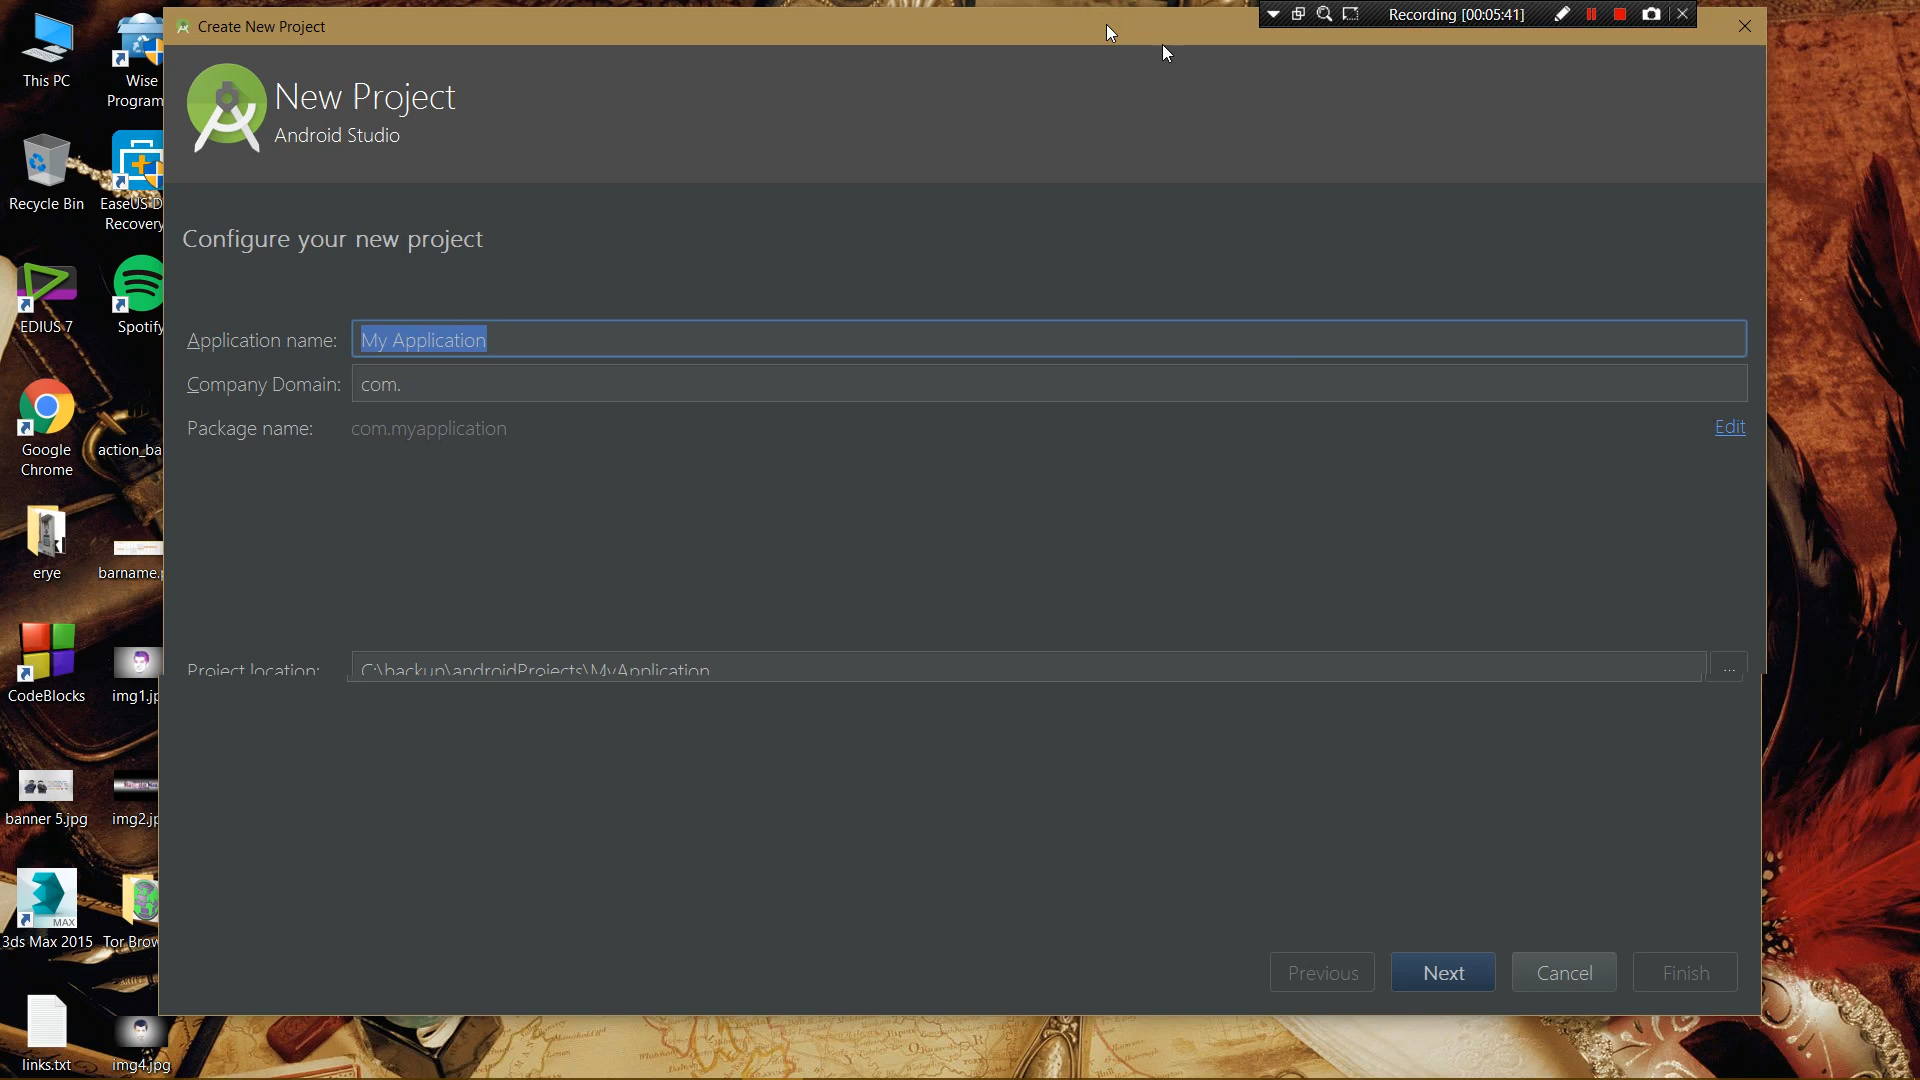 Create New Project
Recording [00:05:41]
New Project
Android Studio
Configure your new project
Application name: My Application
Company Domain: com.
Package name: com.myapplication
Edit
Project location: C:\backup\androidProjects\MyApplication
...
Previous
Next
Cancel
Finish
This PC
Wise
Program
Recycle Bin
EaseUS D
Recovery
EDIUS 7
Spotify
Google
Chrome
action_ba
erye
barname.p
CodeBlocks
img1.jp
banner 5.jpg
img2.jp
MAX
3ds Max 2015
Tor Brow
links.txt
img4.jpg